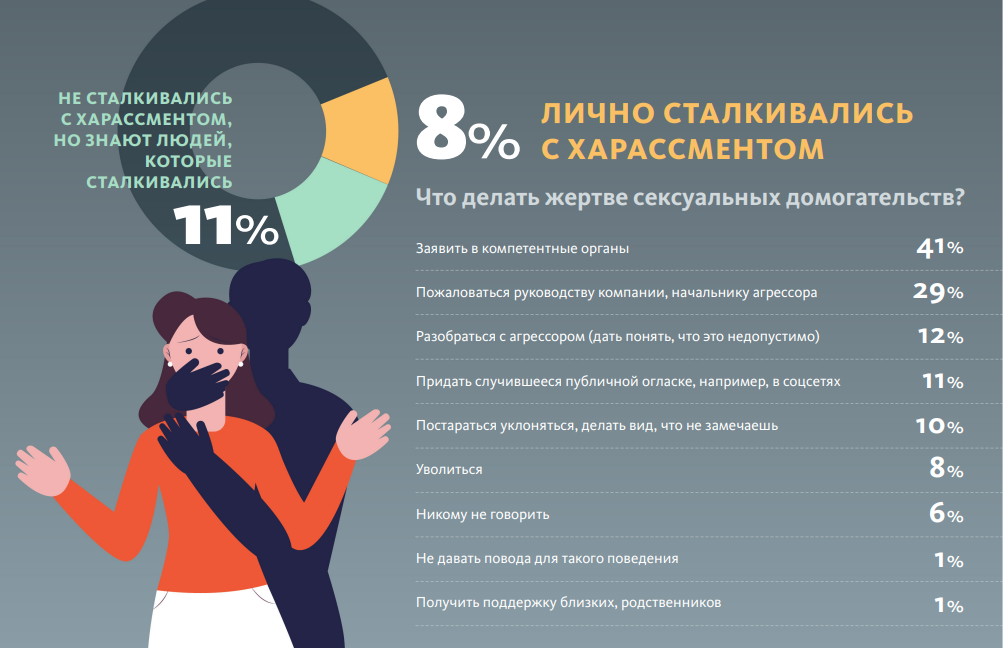 НЕ СТАЛКИВАЛИСЬ
С ХАРАССМЕНТОМ,
НО ЗНАЮТ ЛЮДЕЙ,
КОТОРЫЕ
СТАЛКИВАЛИСЬ
11%
8% ЛИЧНО СТАЛКИВАЛИСЬ
С ХАРАССМЕНТОМ
Что делать жертве сексуальных домогательств?
Заявить в компетентные органы 41%
Пожаловаться руководству компании, начальнику агрессора 29%
Разобраться с агрессором (дать понять, что это недопустимо) 12%
Придать случившееся публичной огласке, например, в соцсетях 11%
Постараться уклоняться, делать вид, что не замечаешь 10%
Уволиться 8%
Никому не говорить 6%
Не давать повода для такого поведения 1%
Получить поддержку близких, родственников 1%